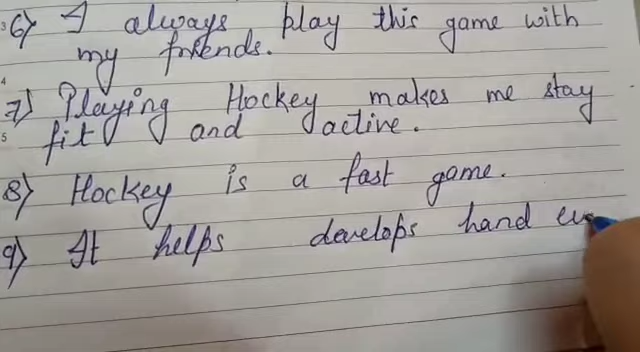 6) I always play this game with
my friends.
7) Playing Hockey makes me stay
fit and active.
8) Hockey is a fast game.
9) It helps develops hand